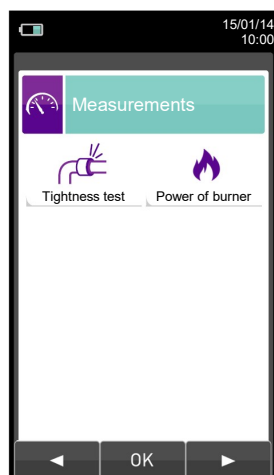 15/01/14
10:00
Measurements
Tightness test
Power of burner
◄ OK ►